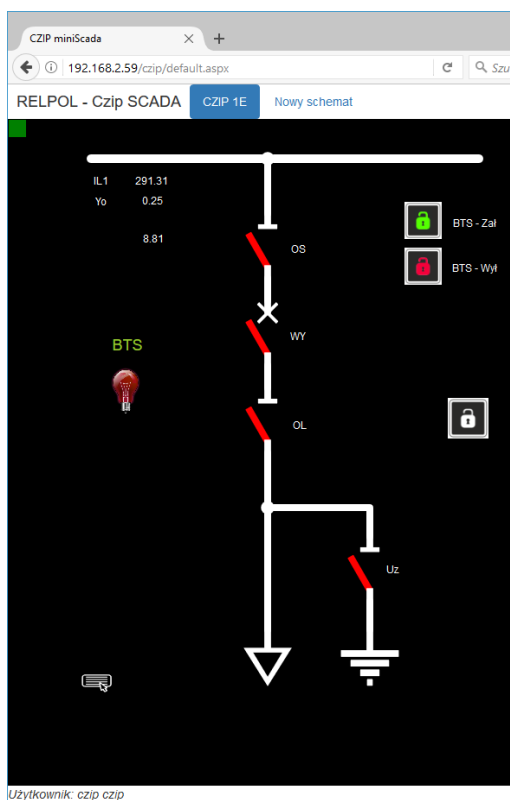 CZIP miniScada
192.168.2.59/czip/default.aspx
Szu
RELPOL - Czip SCADA CZIP 1E Nowy schemat
IL1 291.31
Yo 0.25
8.81
BTS - Zał
BTS - Wył
OS
WY
BTS
OL
Uz
Użytkownik: czip czip